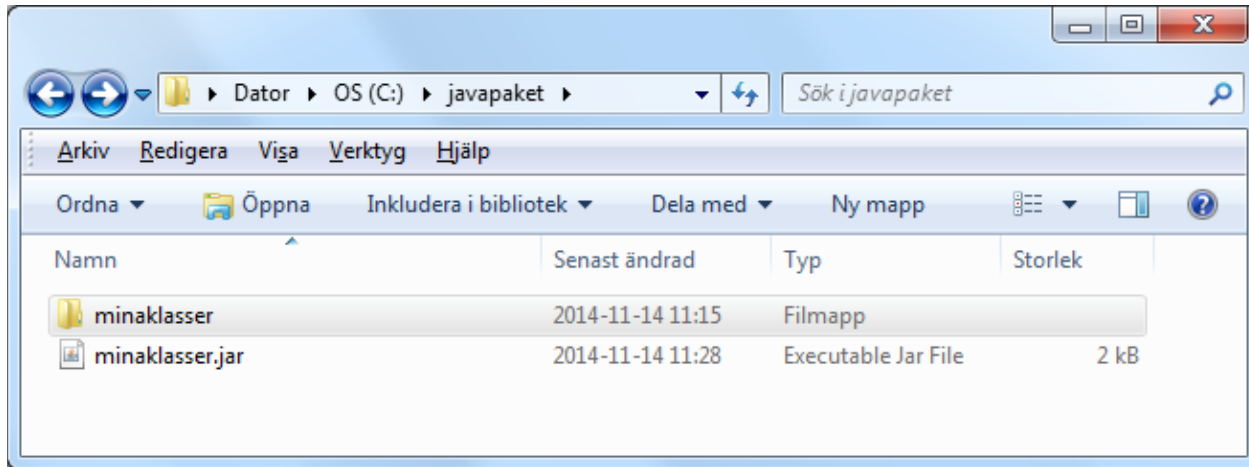 Dator ▸ OS (C:) ▸ javapaket ▸ Sök i javapaket
Arkiv Redigera Visa Verktyg Hjälp
Ordna Öppna Inkludera i bibliotek Dela med Ny mapp
Namn Senast ändrad Typ Storlek
minaklasser 2014-11-14 11:15 Filmapp
minaklasser.jar 2014-11-14 11:28 Executable Jar File 2 kB